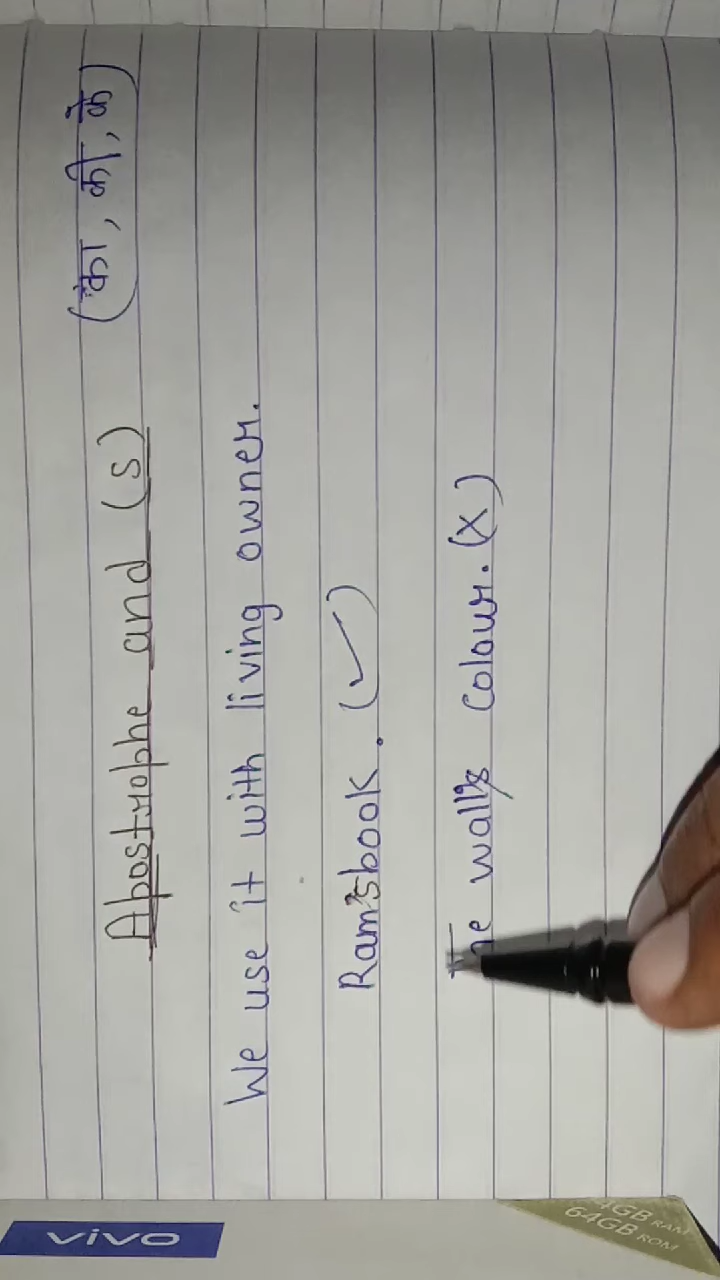 Apostrophe and (s) (का, की, के)
We use it with living owner.
Ram's book. (✓)
The wall's colour. (X)
vivo
4GB RAM
64GB ROM